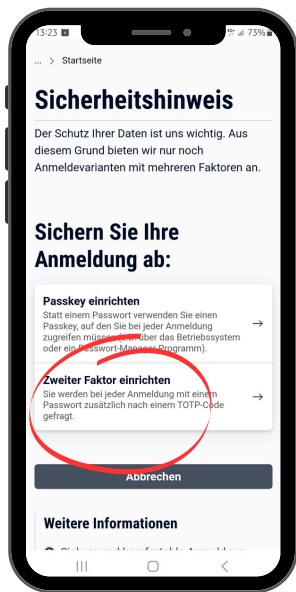 13:23 73%
... > Startseite
Sicherheitshinweis
Der Schutz Ihrer Daten ist uns wichtig. Aus
diesem Grund bieten wir nur noch
Anmeldevarianten mit mehreren Faktoren an.
Sichern Sie Ihre
Anmeldung ab:
Passkey einrichten
Statt einem Passwort verwenden Sie einen
Passkey, auf den Sie bei jeder Anmeldung
zugreifen müssen (z.B. über das Betriebssystem
oder ein Passwort-Manager-Programm).
Zweiter Faktor einrichten
Sie werden bei jeder Anmeldung mit einem
Passwort zusätzlich nach einem TOTP-Code
gefragt.
Abbrechen
Weitere Informationen